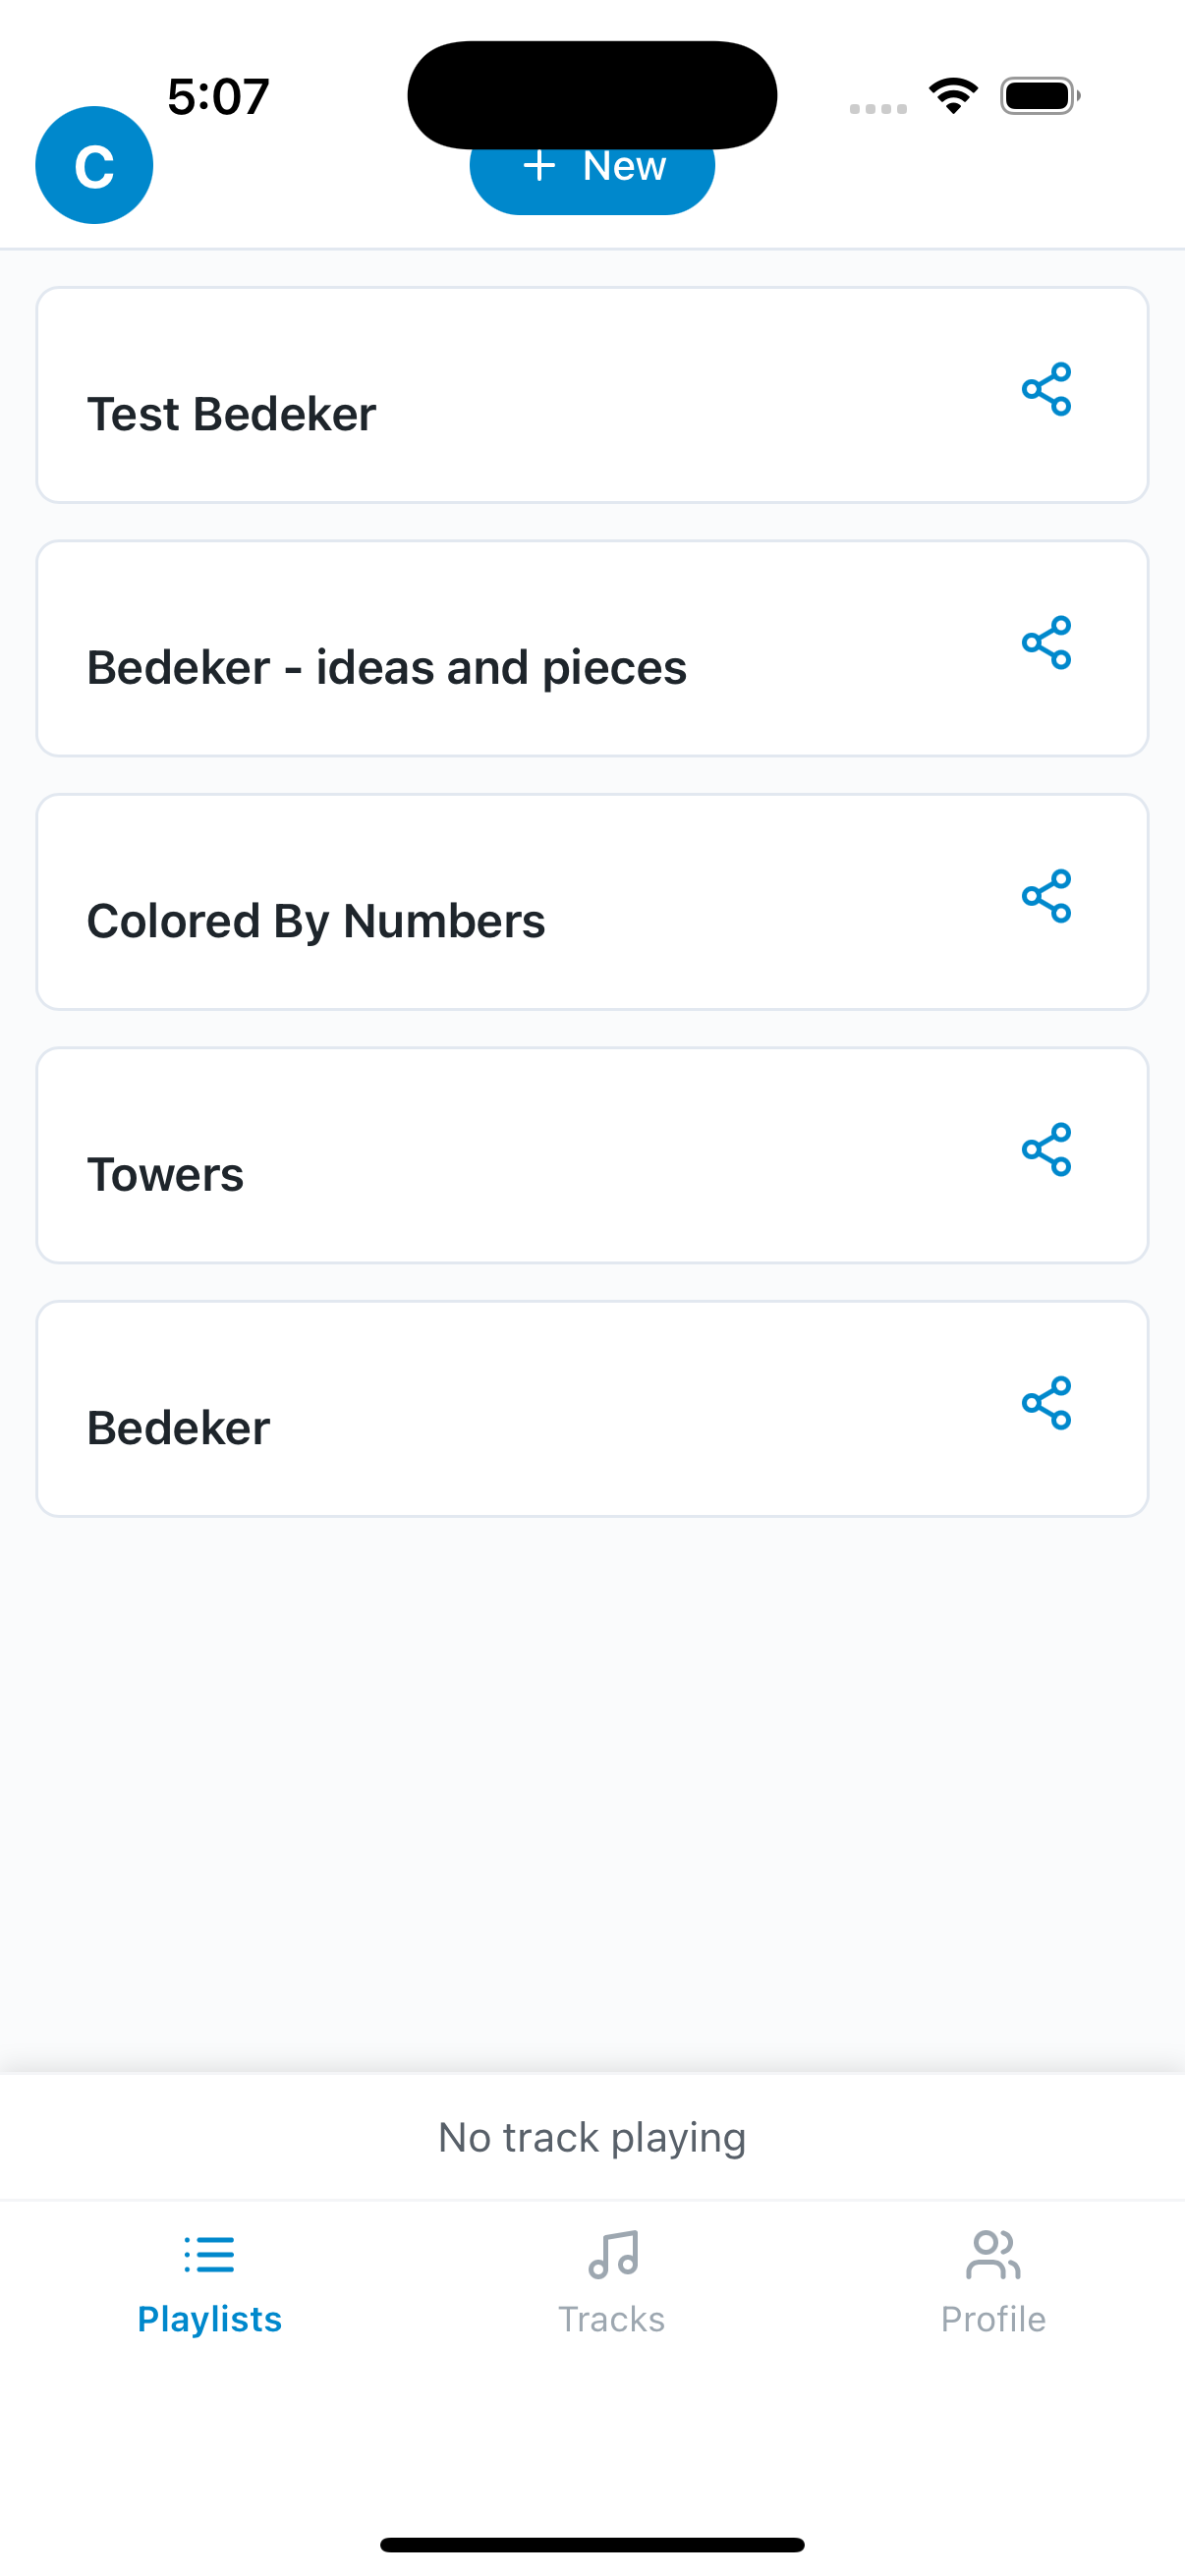 5:07
C
+ New
Test Bedeker
Bedeker - ideas and pieces
Colored By Numbers
Towers
Bedeker
No track playing
Playlists
Tracks
Profile